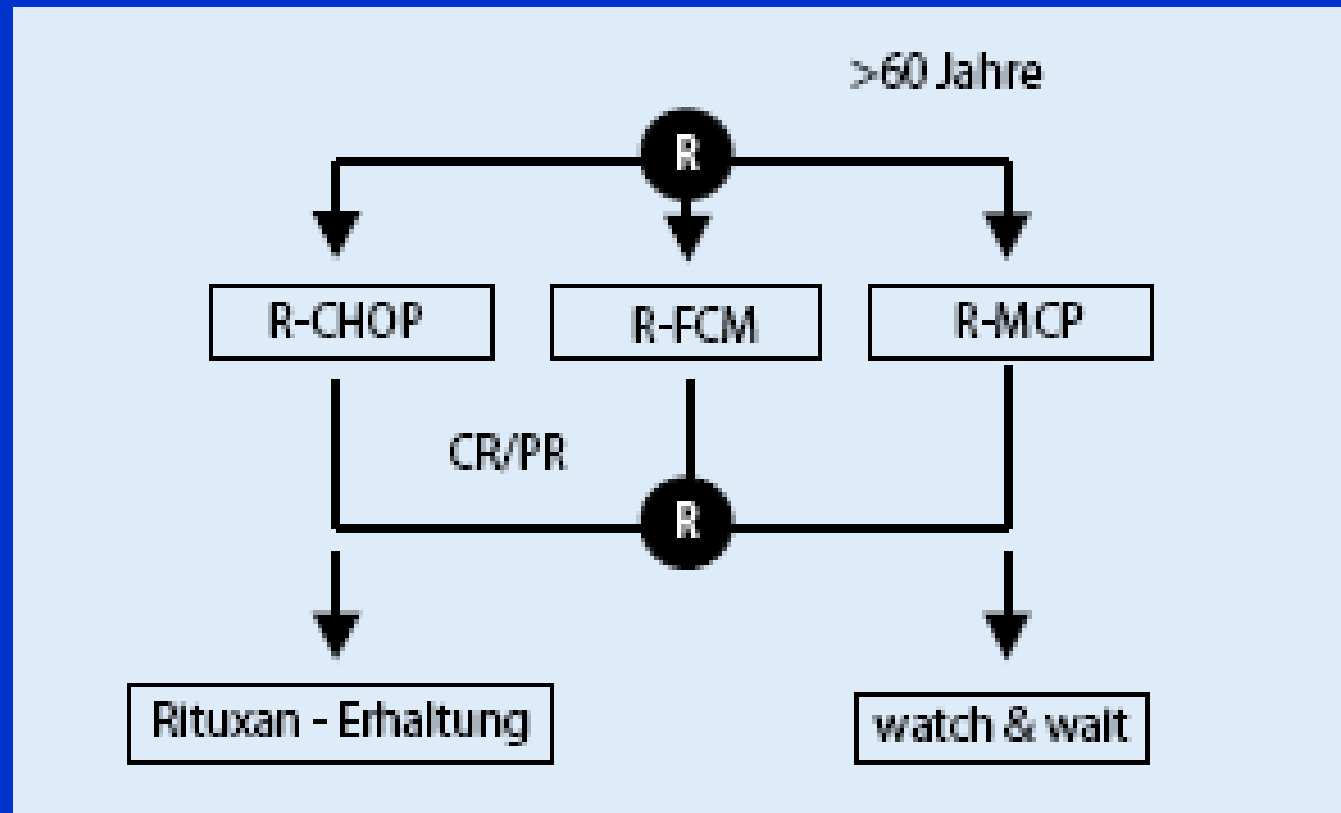 >60 Jahre
R
R-CHOP
R-FCM
R-MCP
CR/PR
R
Rituxan - Erhaltung
watch & wait